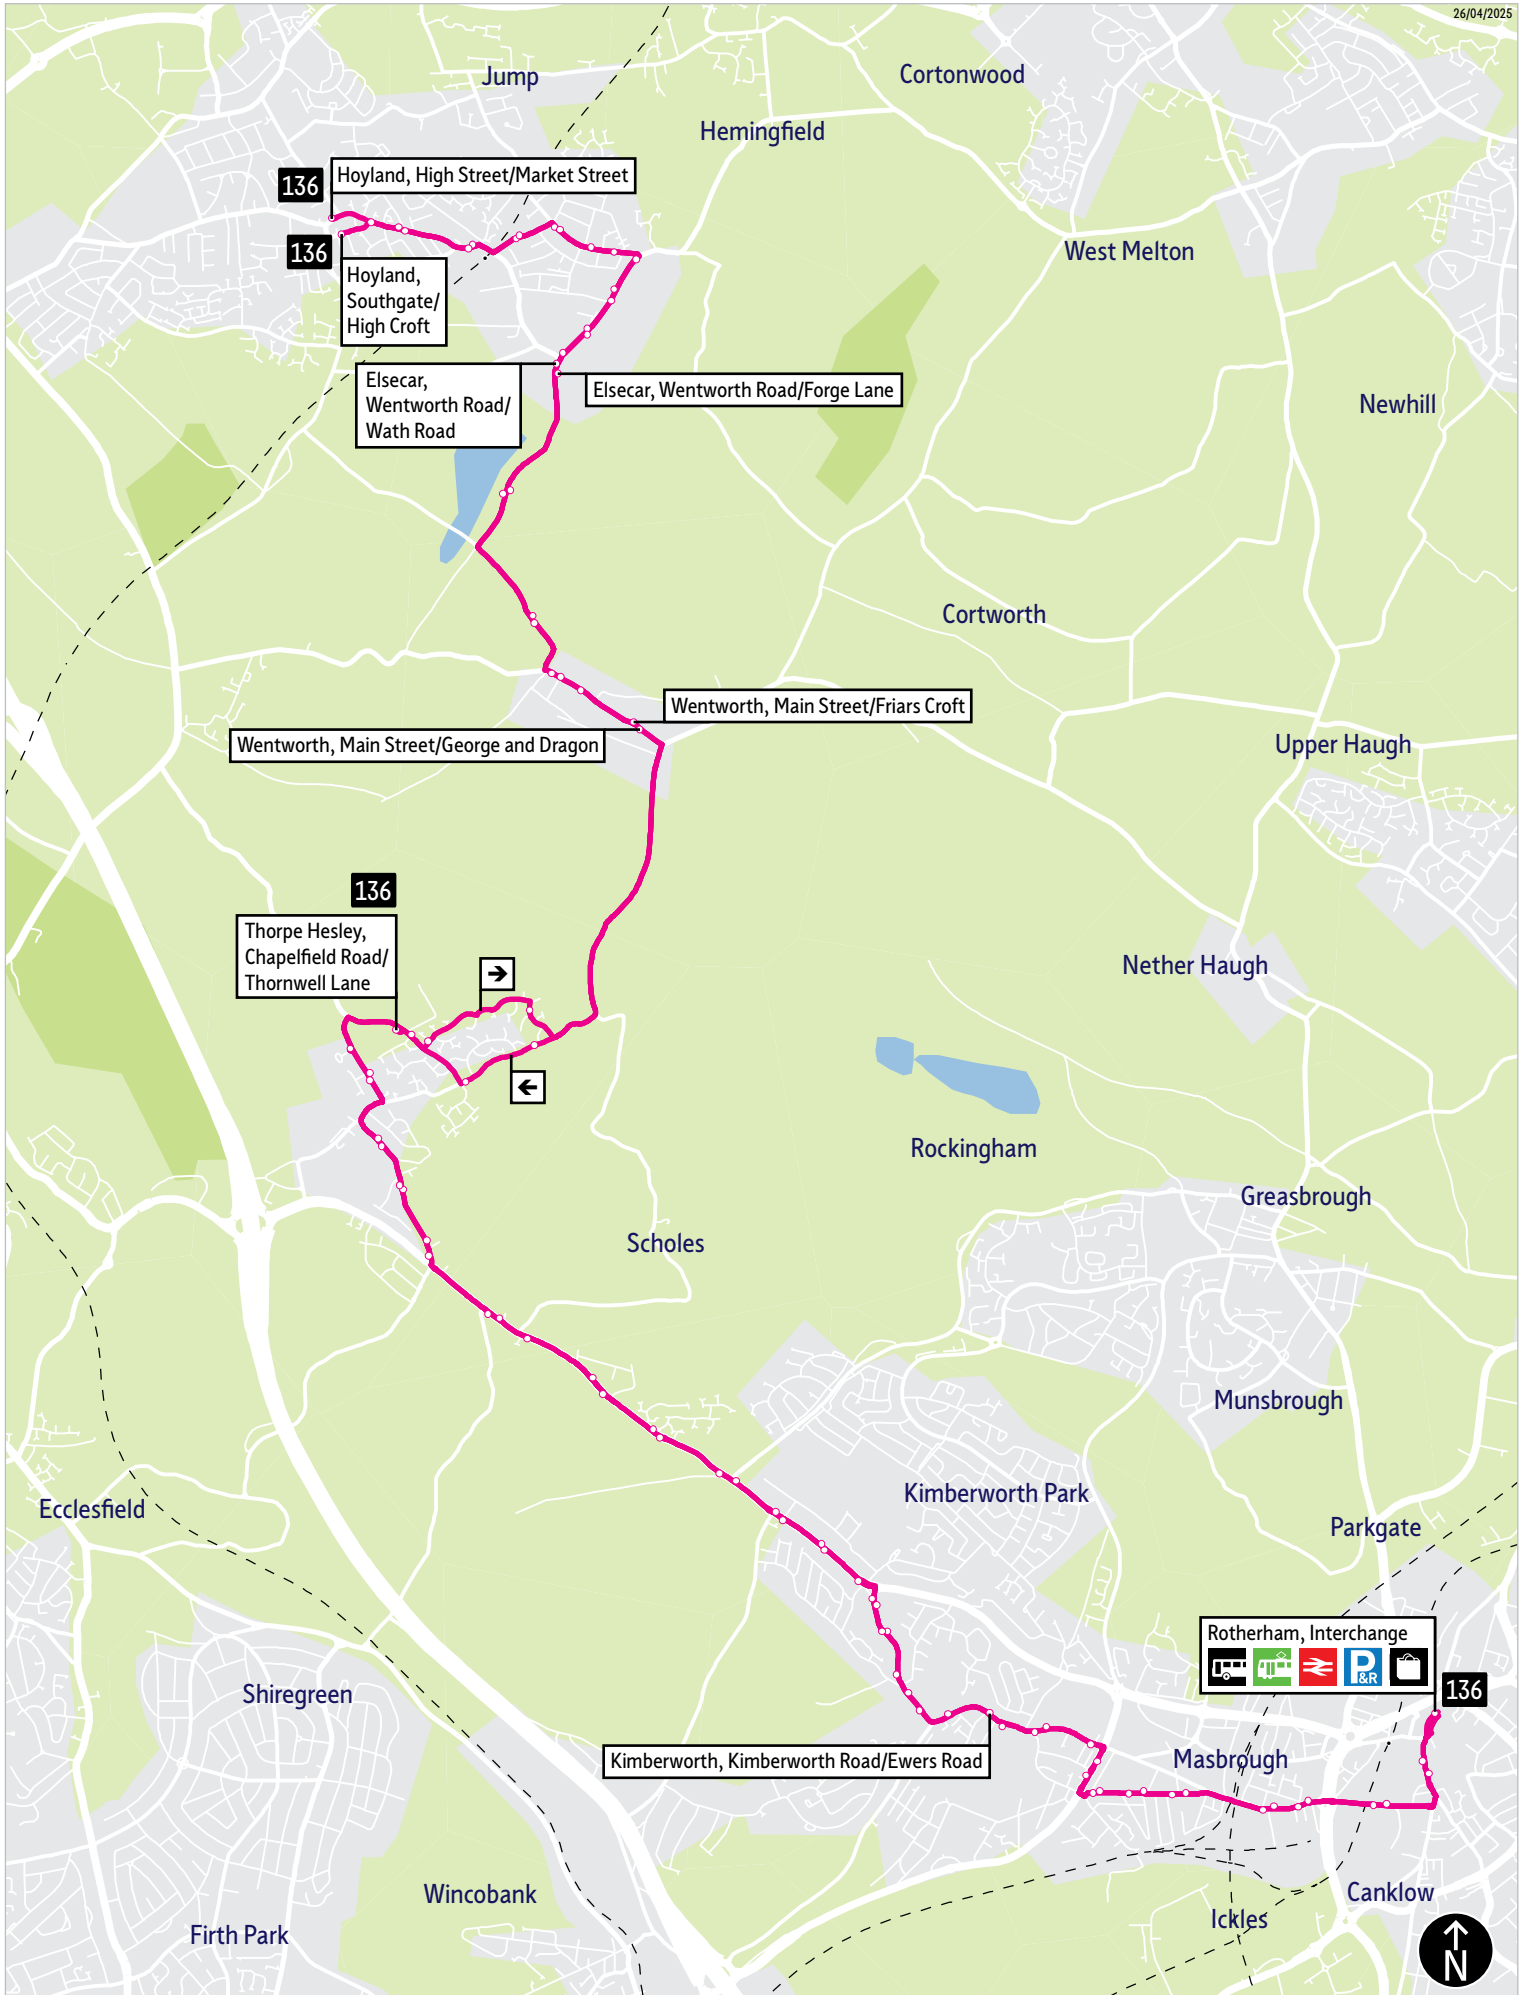 26/04/2025
Jump
Cortonwood
Hemingfield
136
Hoyland, High Street/Market Street
136
Hoyland,
Southgate/
High Croft
West Melton
Elsecar,
Wentworth Road/
Wath Road
Elsecar, Wentworth Road/Forge Lane
Newhill
Cortworth
Wentworth, Main Street/Friars Croft
Wentworth, Main Street/George and Dragon
Upper Haugh
136
Thorpe Hesley,
Chapelfield Road/
Thornwell Lane
Nether Haugh
Rockingham
Greasbrough
Scholes
Munsbrough
Kimberworth Park
Ecclesfield
Parkgate
Rotherham, Interchange
P
&R
136
Shiregreen
Kimberworth, Kimberworth Road/Ewers Road
Masbrough
Wincobank
Canklow
Ickles
Firth Park
N